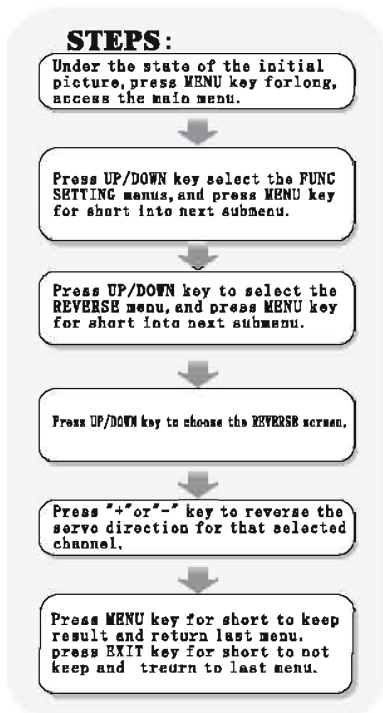 STEPS:
Under the state of the initial
picture, press MENU key forlong,
access the main menu.
Press UP/DOWN key select the FUNC
SETTING menus, and press MENU key
for short into next submenu.
Press UP/DOWN key to select the
REVERSE menu, and press MENU key
for short into next submenu.
Press UP/DOWN key to choose the REVERSE screen.
Press "+"or"-" key to reverse the
servo direction for that selected
channel.
Press MENU key for short to keep
result and return last menu.
press EXIT key for short to not
keep and treurn to last menu.